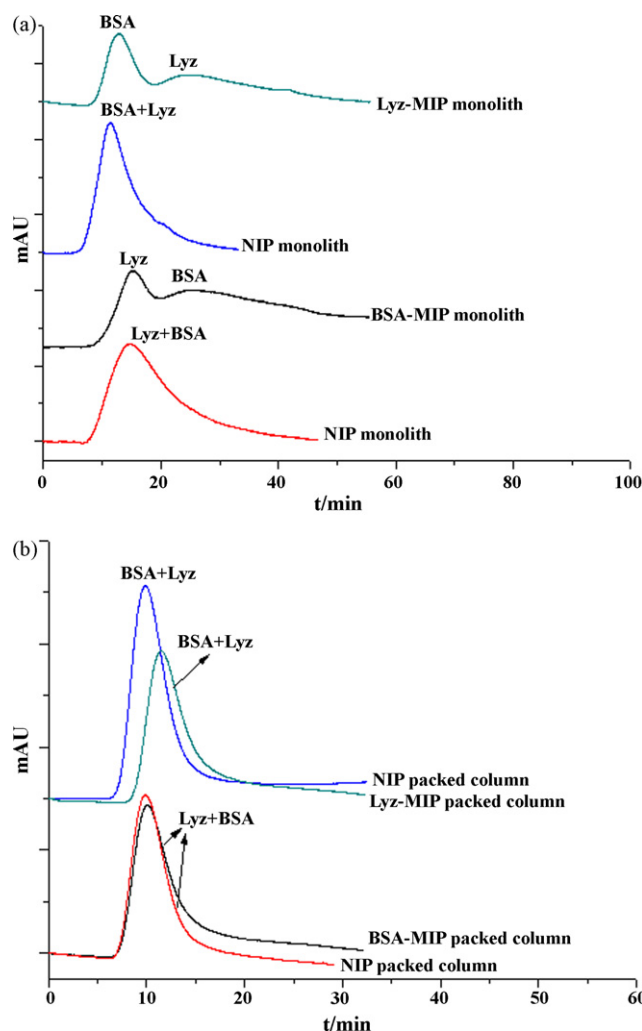 (a)
BSA
Lyz
Lyz-MIP monolith
BSA+Lyz
NIP monolith
mAU
Lyz
BSA
BSA-MIP monolith
Lyz+BSA
NIP monolith
0 20 40 60 80 100
t/min
(b)
BSA+Lyz
BSA+Lyz
mAU
NIP packed column
Lyz-MIP packed column
Lyz+BSA
BSA-MIP packed column
NIP packed column
0 10 20 30 40 50 60
t/min